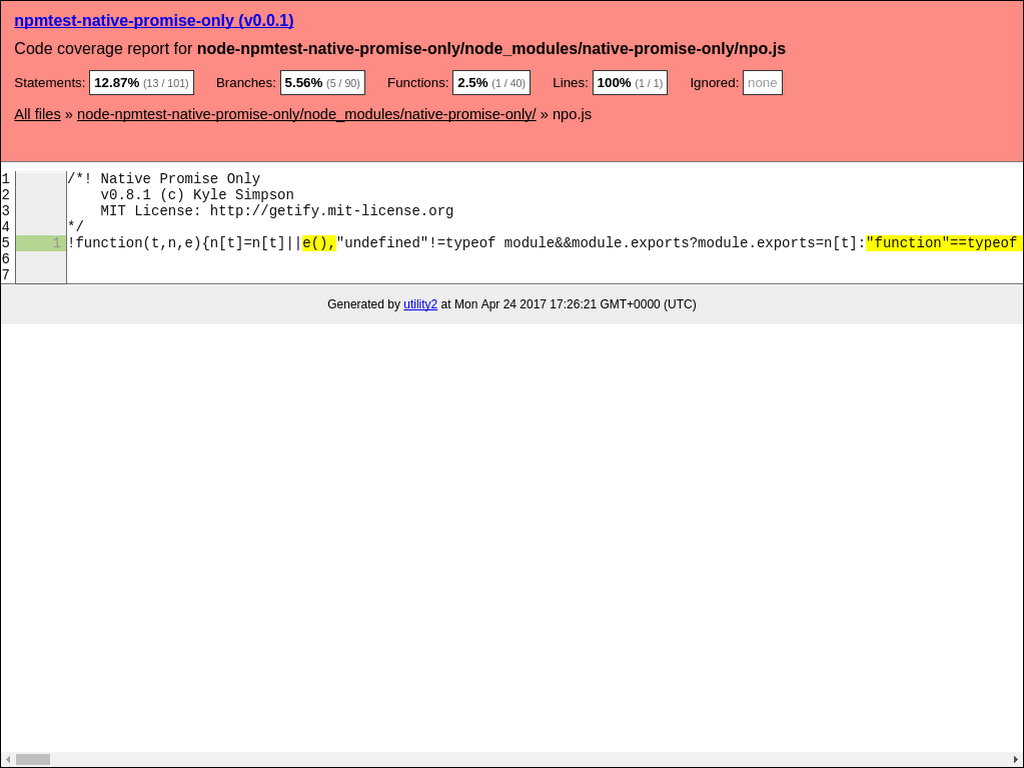 npmtest-native-promise-only (v0.0.1)
Code coverage report for node-npmtest-native-promise-only/node_modules/native-promise-only/npo.js
Statements: 12.87% (13 / 101) Branches: 5.56% (5 / 90) Functions: 2.5% (1 / 40) Lines: 100% (1 / 1) Ignored: none
All files » node-npmtest-native-promise-only/node_modules/native-promise-only/ » npo.js
1 /*! Native Promise Only
2     v0.8.1 (c) Kyle Simpson
3     MIT License: http://getify.mit-license.org
4 */
5 1 !function(t,n,e){n[t]=n[t]||e(),"undefined"!=typeof module&&module.exports?module.exports=n[t]:"function"==typeof
6
7
Generated by utility2 at Mon Apr 24 2017 17:26:21 GMT+0000 (UTC)